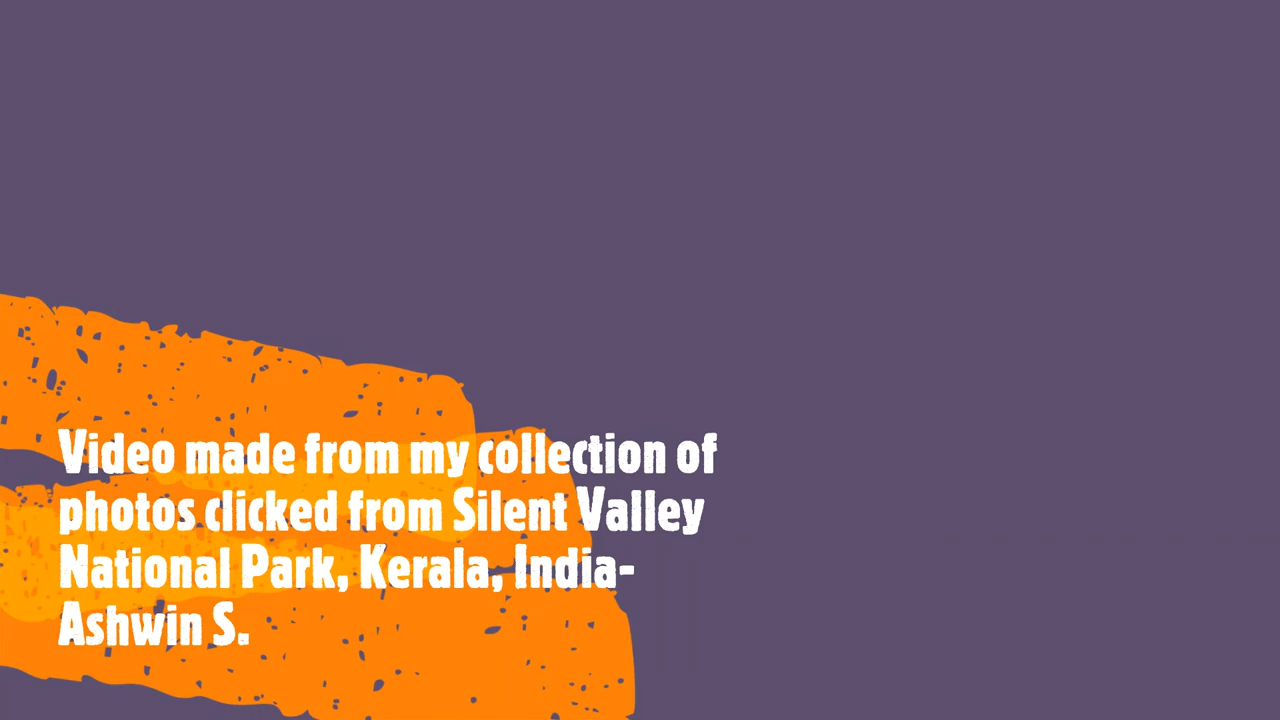 Video made from my collection of
photos clicked from Silent Valley
National Park, Kerala, India-
Ashwin S.